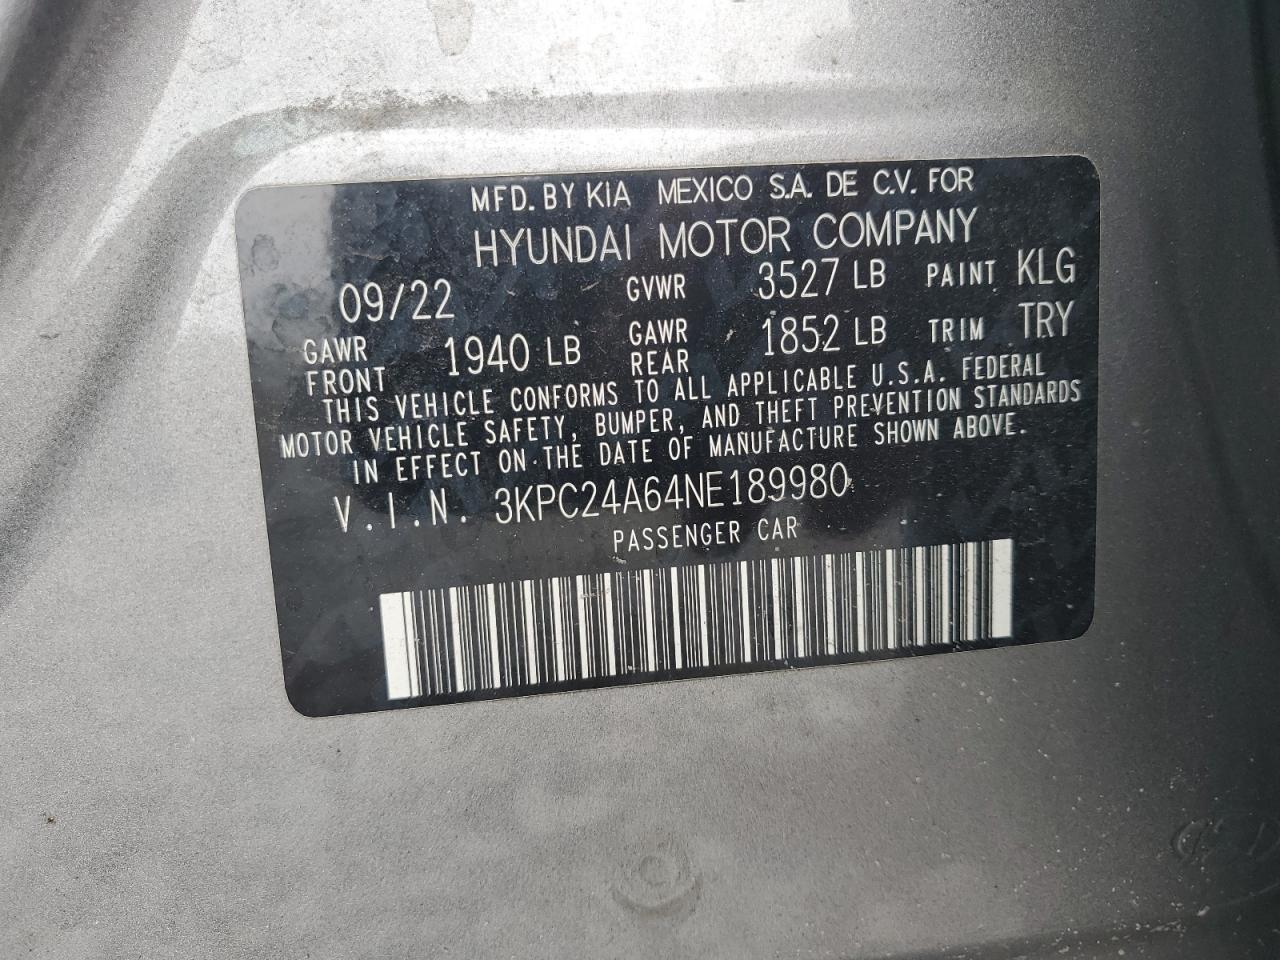 MFD. BY KIA MEXICO S.A. DE C.V. FOR
HYUNDAI MOTOR COMPANY
09/22 GVWR 3527 LB PAINT KLG
GAWR FRONT 1940 LB GAWR REAR 1852 LB TRIM TRY
THIS VEHICLE CONFORMS TO ALL APPLICABLE U.S.A. FEDERAL
MOTOR VEHICLE SAFETY, BUMPER, AND THEFT PREVENTION STANDARDS
IN EFFECT ON THE DATE OF MANUFACTURE SHOWN ABOVE.
V.I.N. 3KPC24A64NE189980
PASSENGER CAR